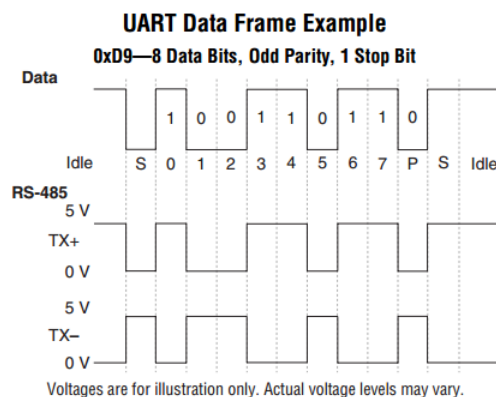 UART Data Frame Example
0xD9—8 Data Bits, Odd Parity, 1 Stop Bit
Data
1 0 0 1 1 0 1 1 0
Idle S 0 1 2 3 4 5 6 7 P S Idle
RS-485
5 V
TX+
0 V
5 V
TX–
0 V
Voltages are for illustration only. Actual voltage levels may vary.